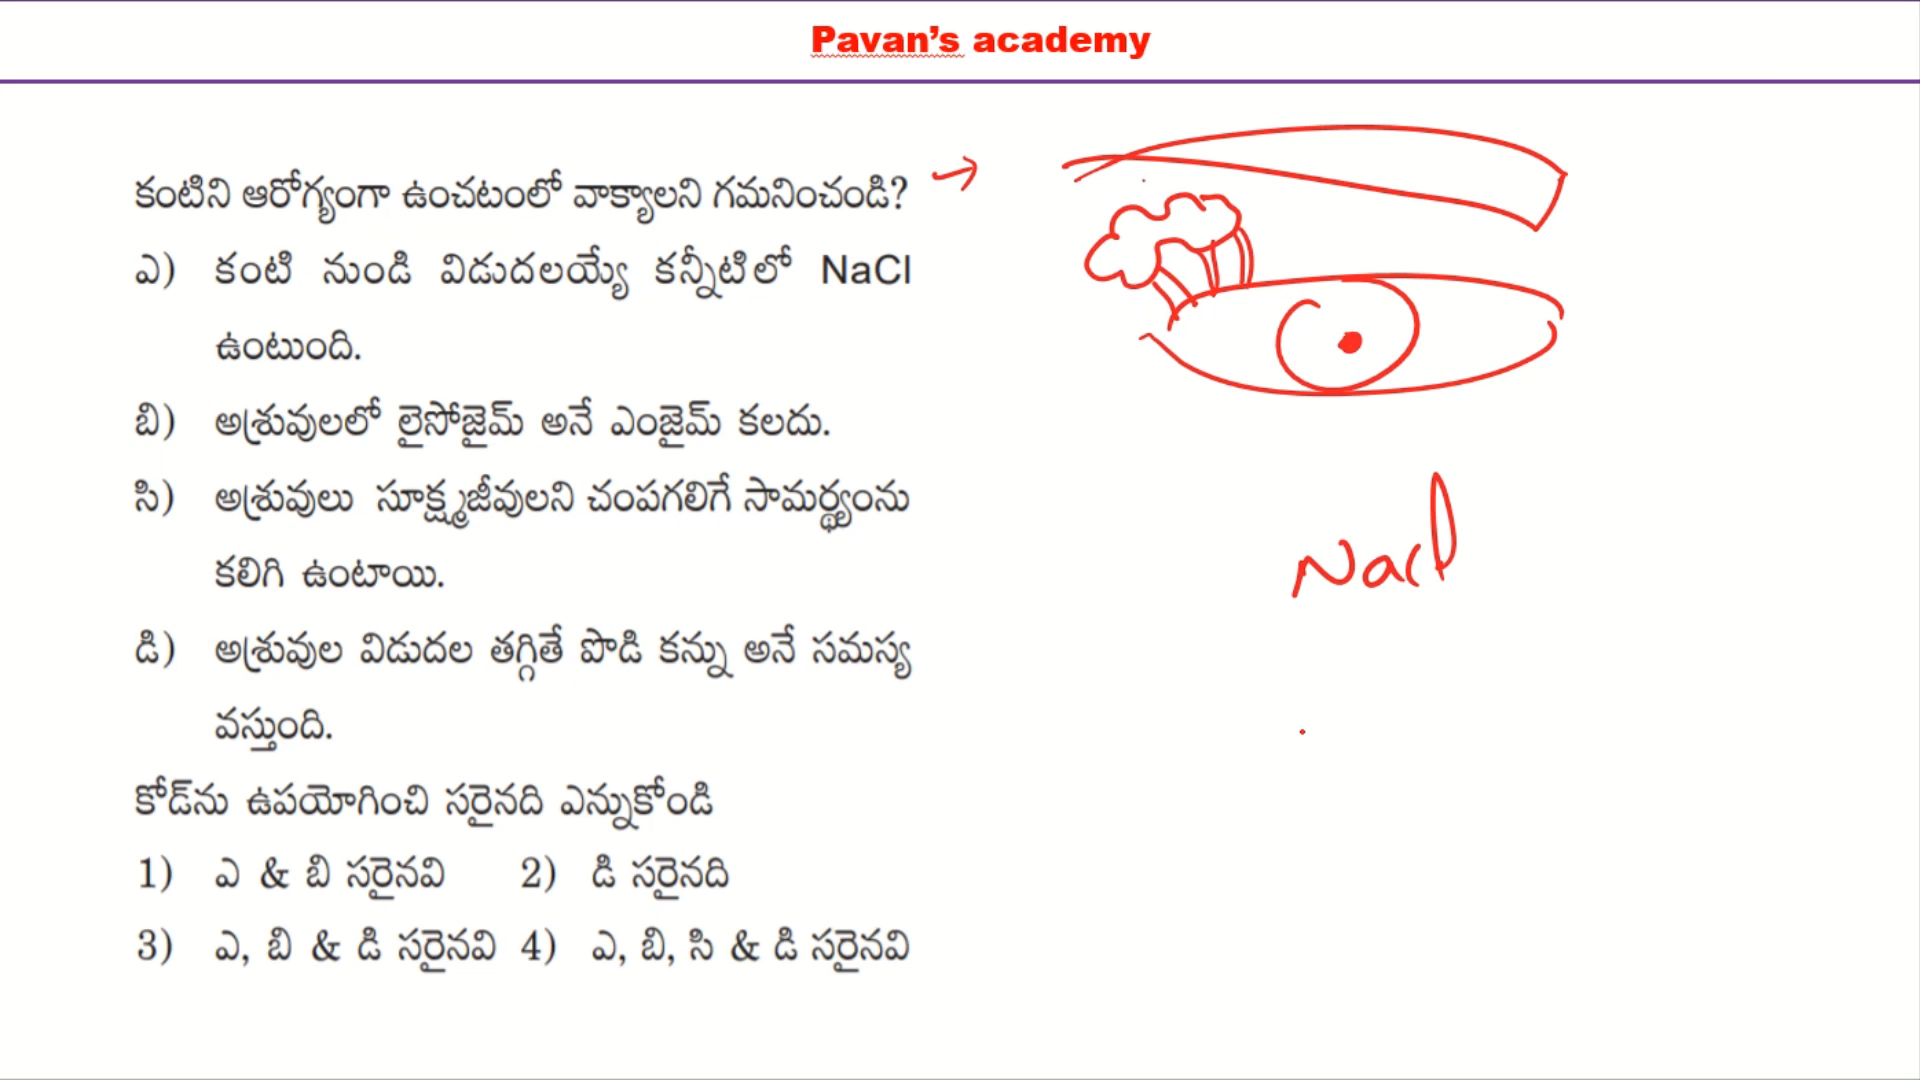 Pavan’s academy
కంటిని ఆరోగ్యంగా ఉంచటంలో వాక్యాలని గమనించండి?
ఎ) కంటి నుండి విడుదలయ్యే కన్నీటిలో NaCl
ఉంటుంది.
బి) అశ్రువులలో లైసోజైమ్ అనే ఎంజైమ్ కలదు.
సి) అశ్రువులు సూక్ష్మజీవులని చంపగలిగే సామర్థ్యంను
కలిగి ఉంటాయి.
డి) అశ్రువుల విడుదల తగ్గితే పొడి కన్ను అనే సమస్య
వస్తుంది.
కోడ్‌ను ఉపయోగించి సరైనది ఎన్నుకోండి
1) ఎ & బి సరైనవి 2) డి సరైనది
3) ఎ, బి & డి సరైనవి 4) ఎ, బి, సి & డి సరైనవి
Nacl